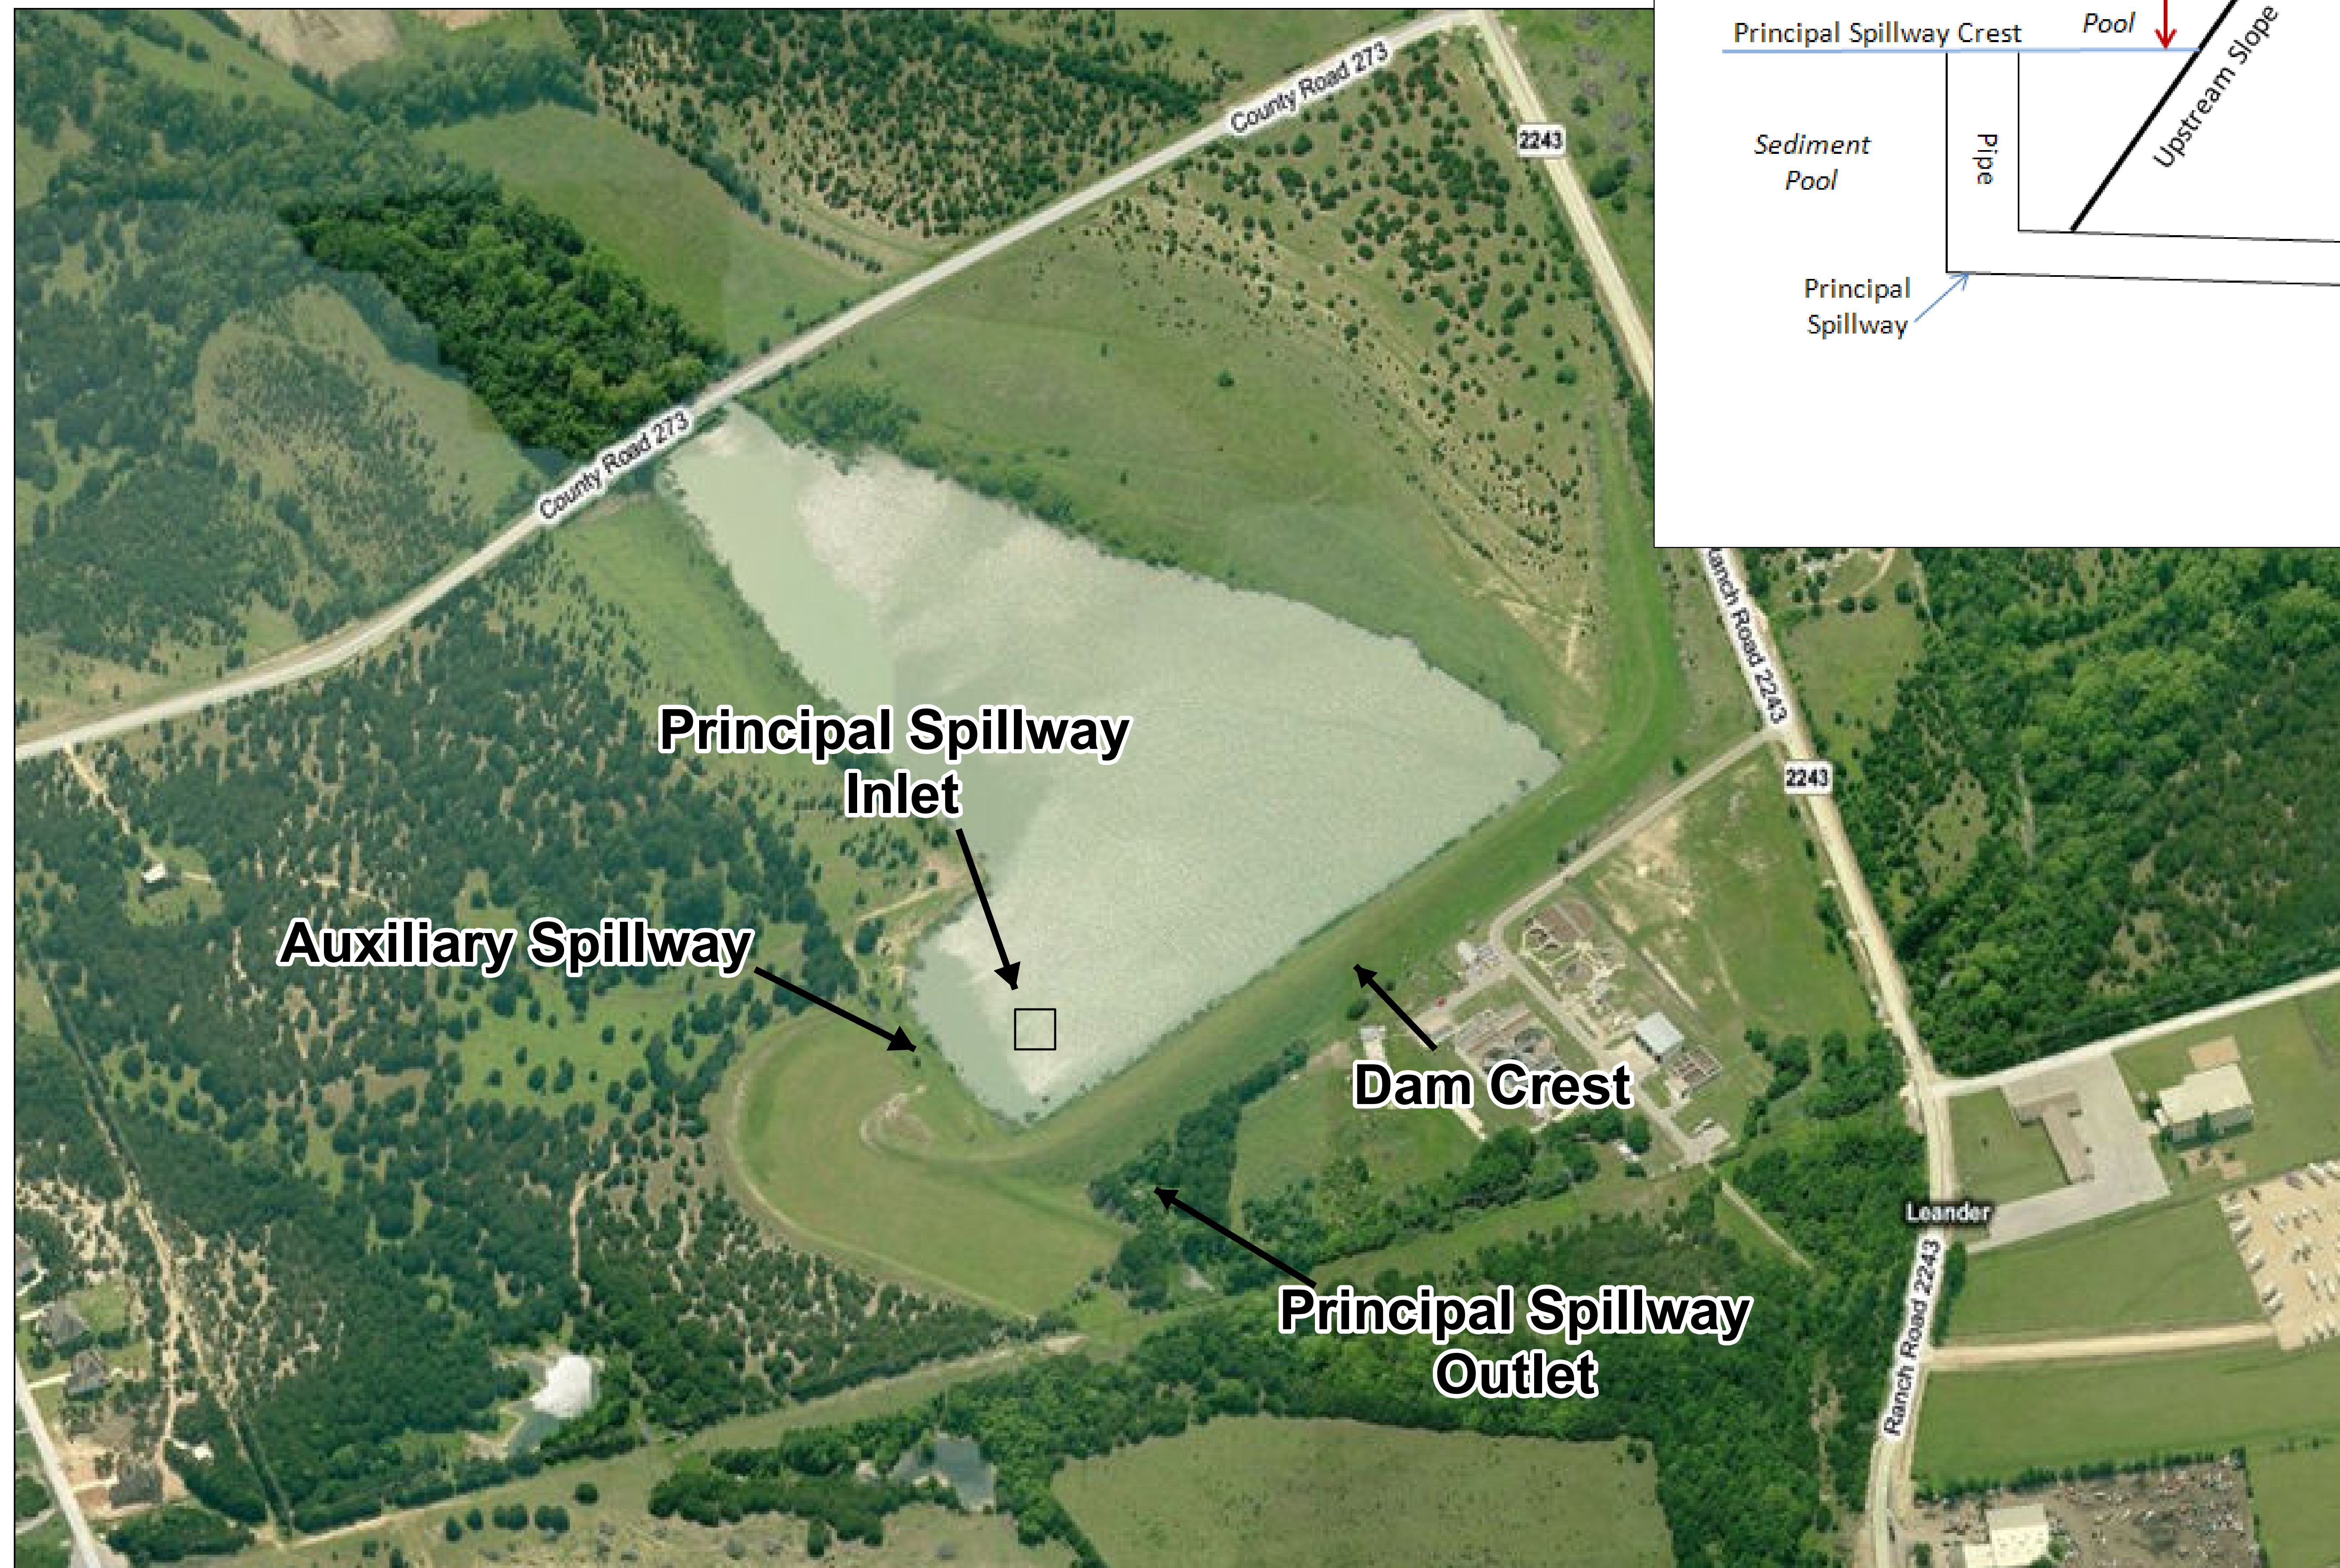 Principal Spillway Crest
Pool
Upstream Slope
Sediment
Pool
Pipe
Principal
Spillway
County Road 273
2243
County Road 273
Ranch Road 2243
2243
Principal Spillway
Inlet
Auxiliary Spillway
Dam Crest
Leander
Principal Spillway
Outlet
Ranch Road 2243